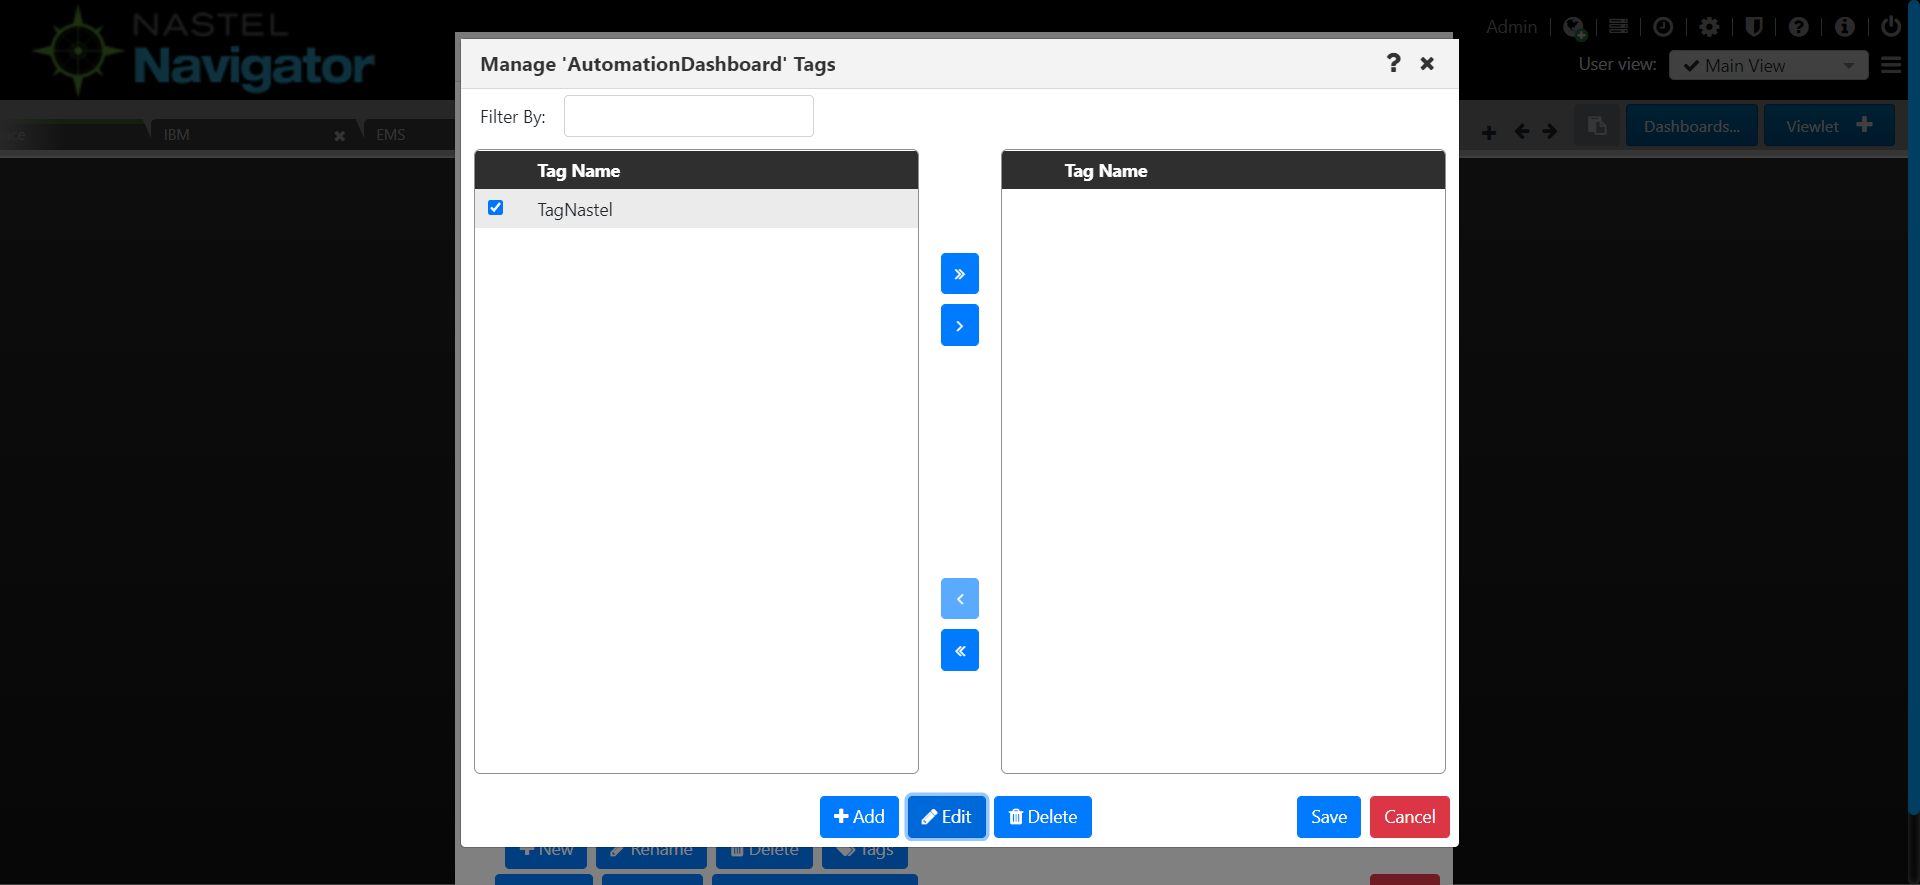 NASTEL
Navigator
Admin
User view:
Main View
ce
IBM
EMS
Dashboards...
Viewlet
Manage 'AutomationDashboard' Tags
Filter By:
Tag Name
Tag Name
TagNastel
Add
Edit
Delete
Save
Cancel
New
Rename
Delete
Tags